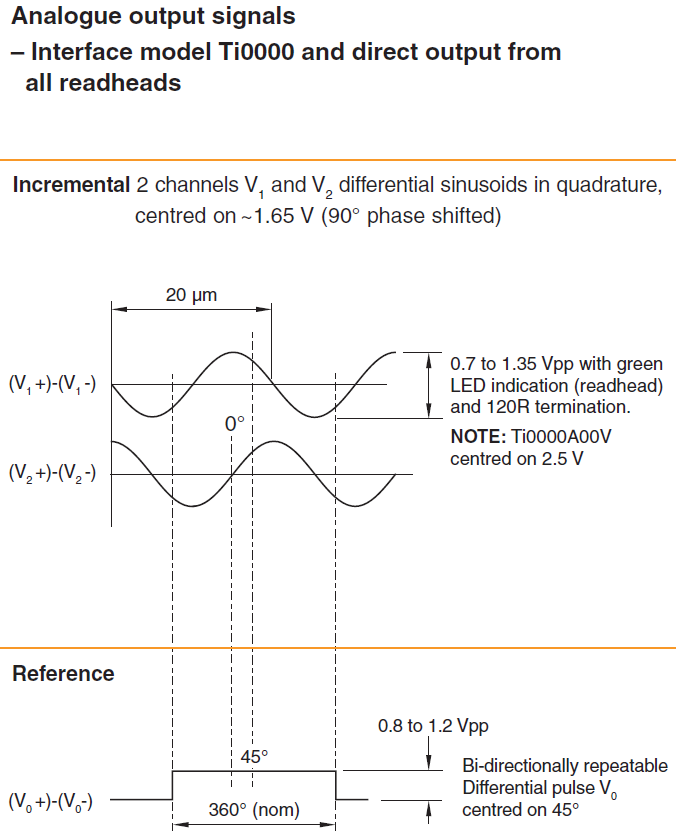 Analogue output signals
– Interface model Ti0000 and direct output from
all readheads
Incremental 2 channels V1 and V2 differential sinusoids in quadrature,
centred on ~1.65 V (90° phase shifted)
20 µm
(V1+)-(V1-)
0.7 to 1.35 Vpp with green
LED indication (readhead)
and 120R termination.
NOTE: Ti0000A00V
centred on 2.5 V
0°
(V2+)-(V2-)
Reference
0.8 to 1.2 Vpp
45°
(V0+)-(V0-)
360° (nom)
Bi-directionally repeatable
Differential pulse V0
centred on 45°